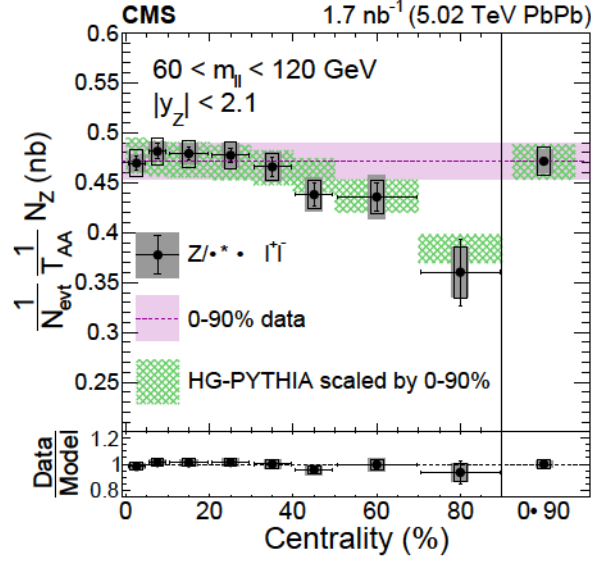 CMS 1.7 nb⁻¹ (5.02 TeV PbPb)
0.6
0.5
0.45
0.4
0.35
0.3
0.25
60 < m_ll < 120 GeV
|y_Z| < 2.1
1/N_evt 1/T_AA N_Z (nb)
Z/•* • l⁺l⁻
0-90% data
HG-PYTHIA scaled by 0-90%
Data/Model
1.2
1
0.8
0 20 40 60 80 0•90
Centrality (%)